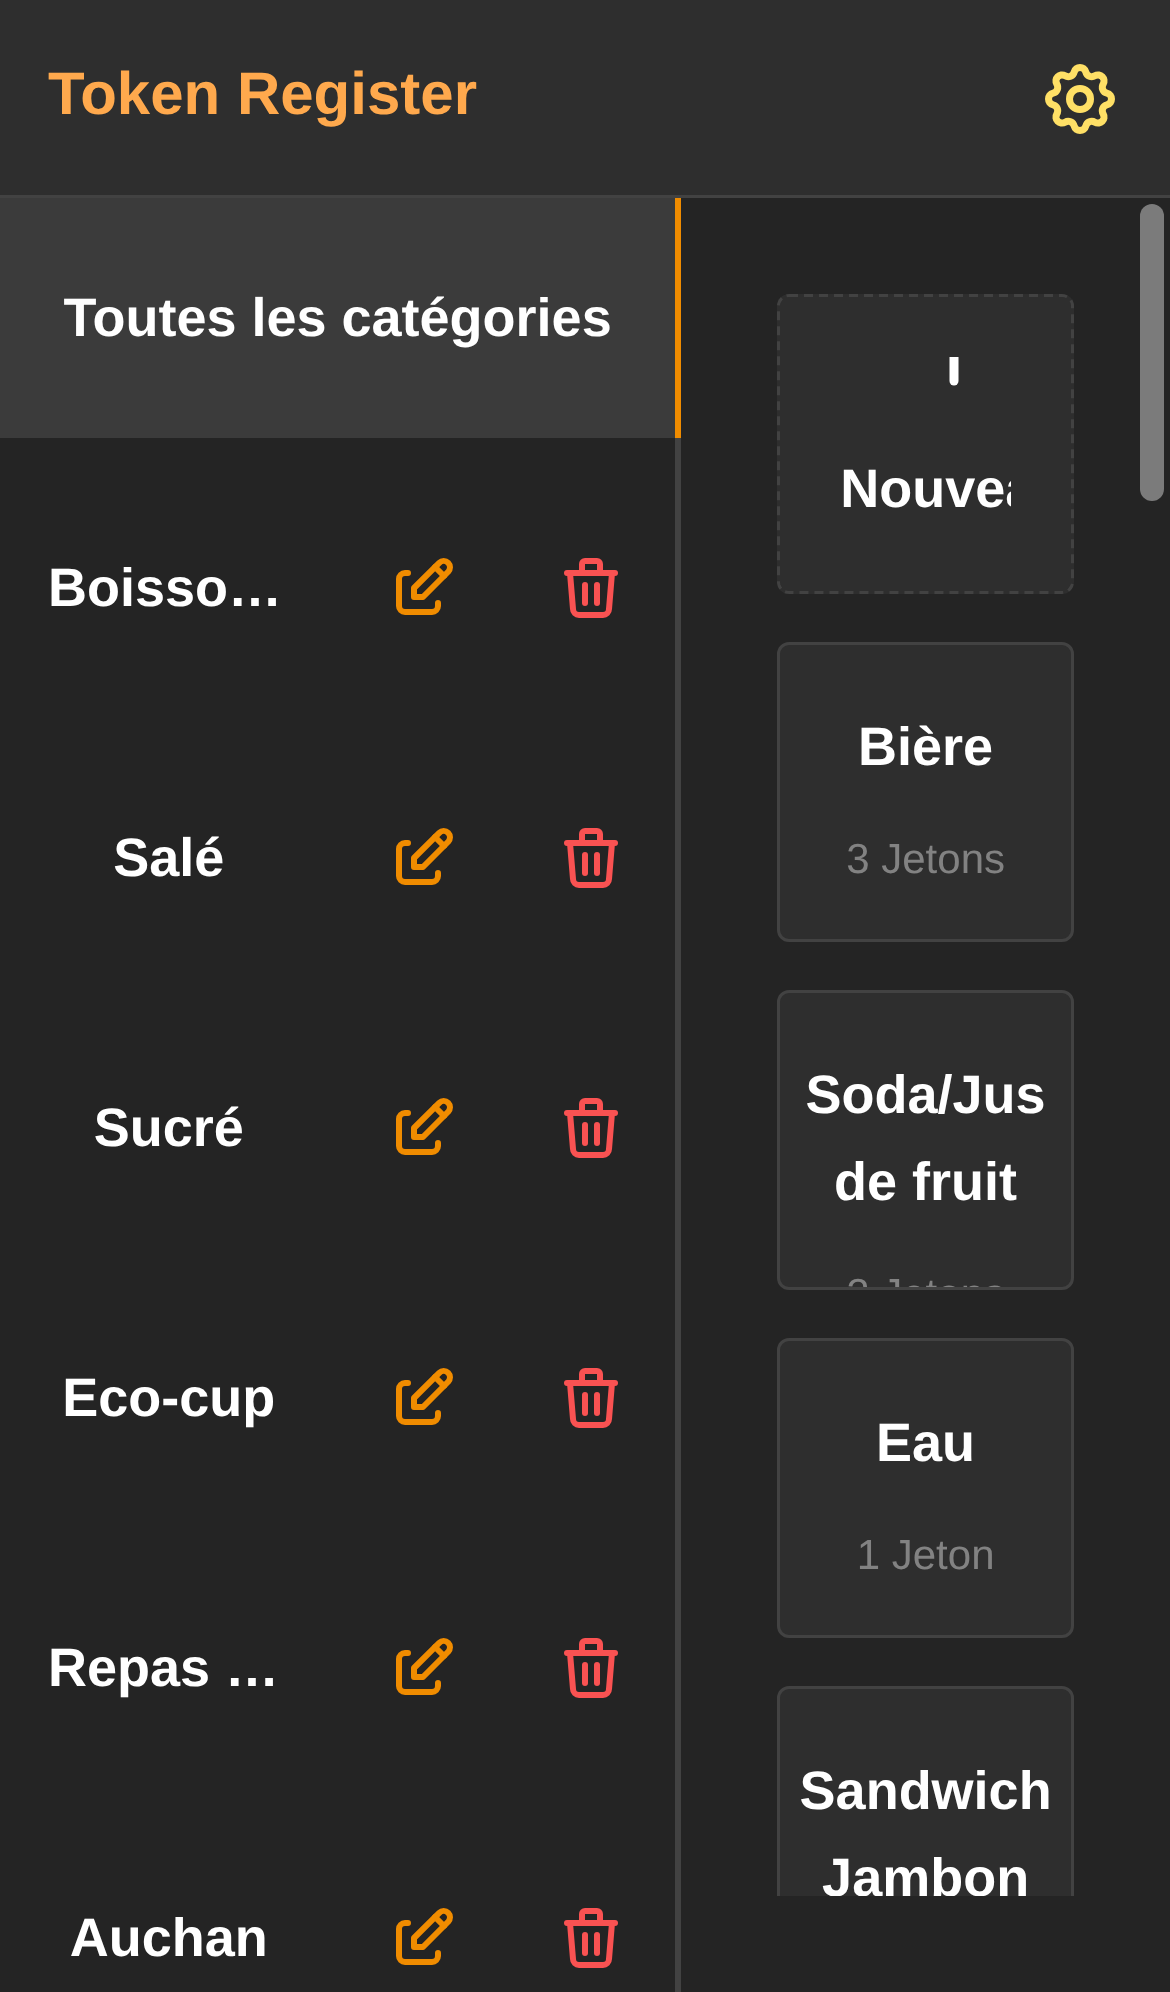 Token Register
Toutes les catégories
Boisso…
Salé
Sucré
Eco-cup
Repas …
Auchan
Nouvea
Bière
3 Jetons
Soda/Jus
de fruit
Eau
1 Jeton
Sandwich
Jambon